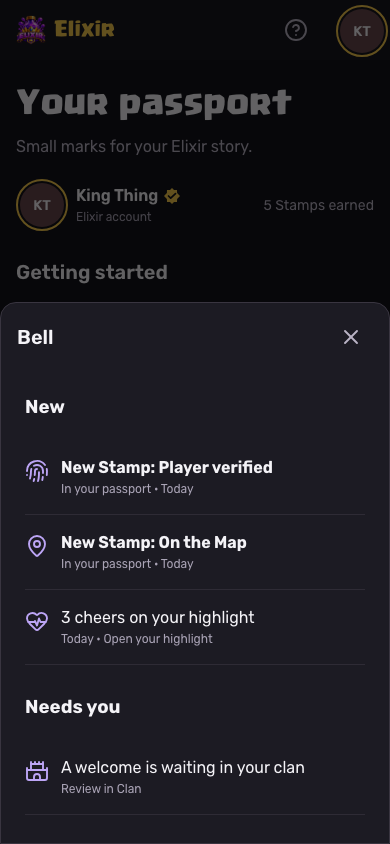 Elixir
KT
Your passport
Small marks for your Elixir story.
KT
King Thing
Elixir account
5 Stamps earned
Getting started
Bell
New
New Stamp: Player verified
In your passport • Today
New Stamp: On the Map
In your passport • Today
3 cheers on your highlight
Today • Open your highlight
Needs you
A welcome is waiting in your clan
Review in Clan